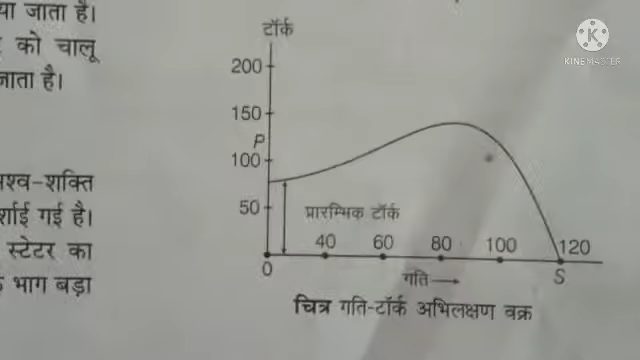 या जाता है।
को चालू
जाता है।
अश्व-शक्ति
र्शाई गई है।
स्टेटर का
भाग बड़ा
टॉर्क
200
150
P
100
50
प्रारम्भिक टॉर्क
0 40 60 80 100 120
गति
S
चित्र गति-टॉर्क अभिलक्षण वक्र
KINEMASTER